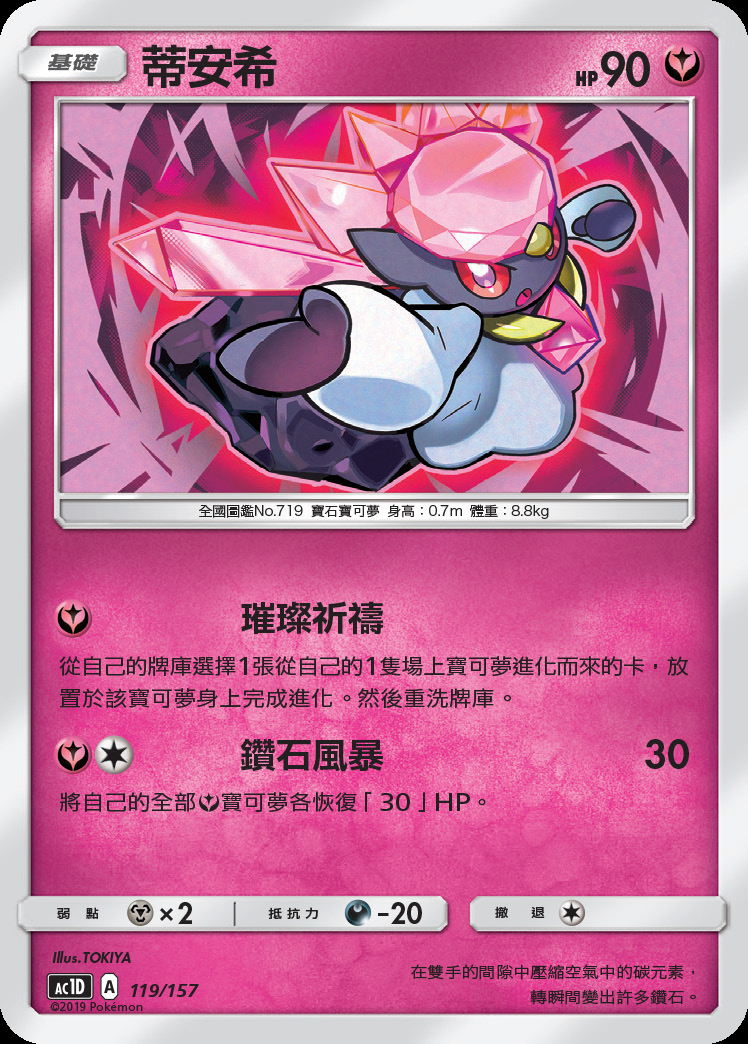 基礎 蒂安希 HP90
全國圖鑑No.719 寶石寶可夢 身高：0.7m 體重：8.8kg
璀璨祈禱
從自己的牌庫選擇1張從自己的1隻場上寶可夢進化而來的卡，放
置於該寶可夢身上完成進化。然後重洗牌庫。
鑽石風暴 30
將自己的全部寶可夢各恢復「30」HP。
弱點 ×2 抵抗力 -20 撤退
Illus. TOKIYA
AC1D A 119/157
©2019 Pokémon
在雙手的間隙中壓縮空氣中的碳元素，
轉瞬間變出許多鑽石。